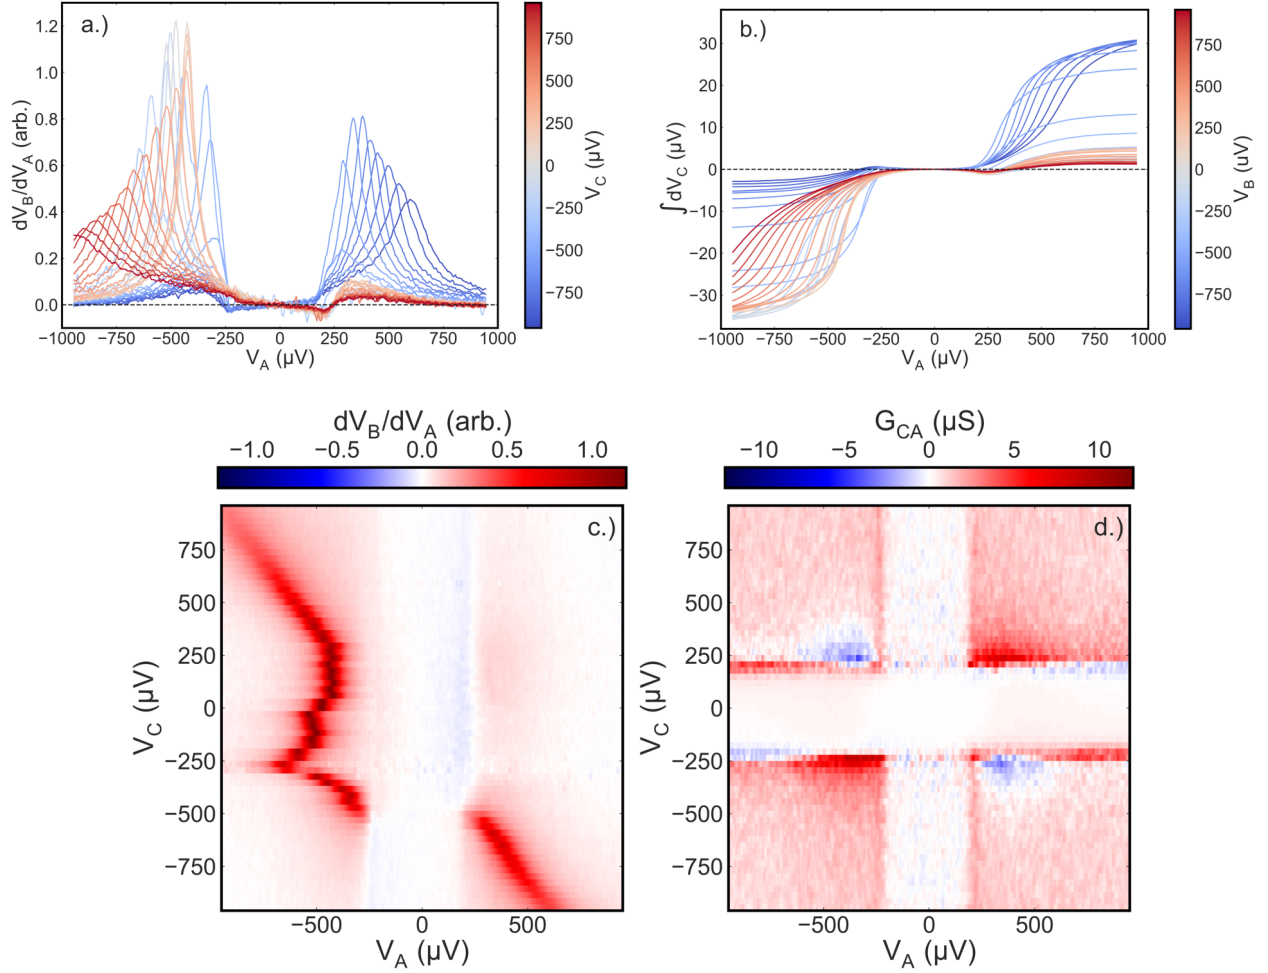 a.)
1.2
1.0
0.8
0.6
0.4
0.2
0.0
dV_B/dV_A (arb.)
−1000 −750 −500 −250 0 250 500 750 1000
V_A (µV)
750
500
250
0
−250
−500
−750
V_C (µV)
b.)
30
20
10
0
−10
−20
−30
∫dV_C (µV)
−1000 −750 −500 −250 0 250 500 750 1000
V_A (µV)
750
500
250
0
−250
−500
−750
V_B (uV)
dV_B/dV_A (arb.)
−1.0 −0.5 0.0 0.5 1.0
c.)
750
500
250
0
−250
−500
−750
V_C (µV)
−500 0 500
V_A (µV)
G_CA (µS)
−10 −5 0 5 10
d.)
750
500
250
0
−250
−500
−750
V_C (µV)
−500 0 500
V_A (µV)